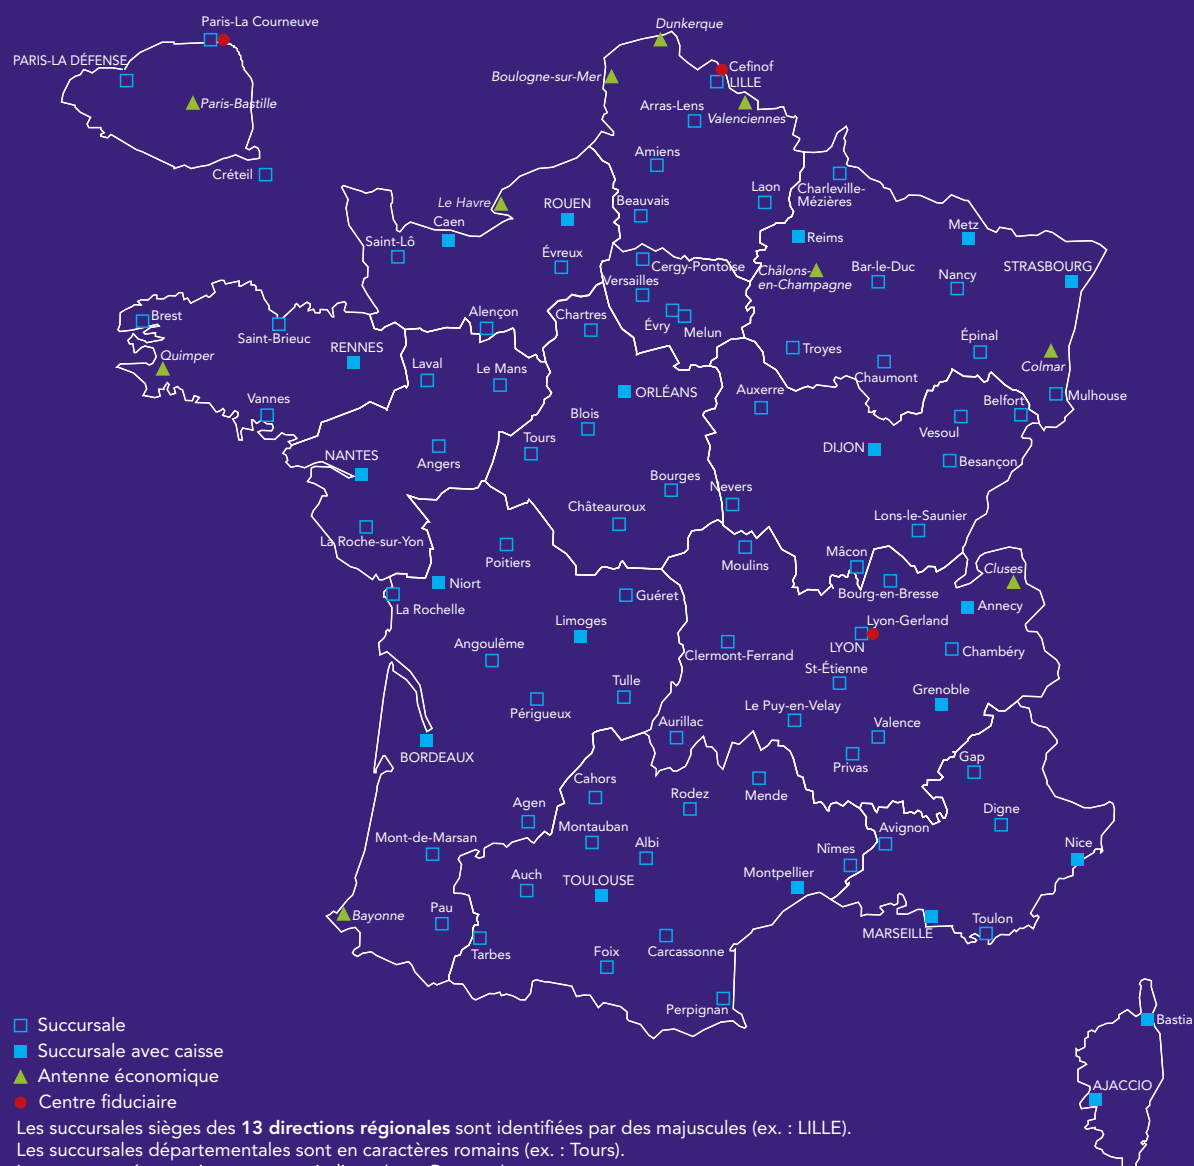 Paris-La Courneuve
PARIS-LA DÉFENSE
Paris-Bastille
Créteil
Dunkerque
Boulogne-sur-Mer
Cefinof
LILLE
Arras-Lens
Valenciennes
Amiens
Beauvais
Laon
Charleville-
Mézières
Le Havre
Caen
ROUEN
Saint-Lô
Évreux
Cergy-Pontoise
Versailles
Évry
Melun
Reims
Châlons-
en-Champagne
Bar-le-Duc
Metz
Nancy
STRASBOURG
Brest
Saint-Brieuc
Quimper
RENNES
Vannes
Alençon
Laval
Le Mans
Chartres
ORLÉANS
Troyes
Chaumont
Épinal
Colmar
Mulhouse
Belfort
Auxerre
Vesoul
DIJON
Besançon
Blois
Tours
NANTES
Angers
Bourges
Nevers
Châteauroux
Lons-le-Saunier
La Roche-sur-Yon
Poitiers
Moulins
Mâcon
Bourg-en-Bresse
Cluses
Annecy
Niort
La Rochelle
Guéret
Limoges
Lyon-Gerland
LYON
Chambéry
Angoulême
Clermont-Ferrand
St-Étienne
Périgueux
Tulle
Grenoble
Le Puy-en-Velay
Valence
Aurillac
Privas
BORDEAUX
Gap
Cahors
Rodez
Mende
Agen
Montauban
Albi
Digne
Avignon
Nîmes
Nice
Mont-de-Marsan
Auch
TOULOUSE
Montpellier
Bayonne
Pau
Tarbes
MARSEILLE
Toulon
Foix
Carcassonne
Perpignan
Bastia
AJACCIO
Succursale
Succursale avec caisse
Antenne économique
Centre fiduciaire
Les succursales sièges des 13 directions régionales sont identifiées par des majuscules (ex. : LILLE).
Les succursales départementales sont en caractères romains (ex. : Tours).